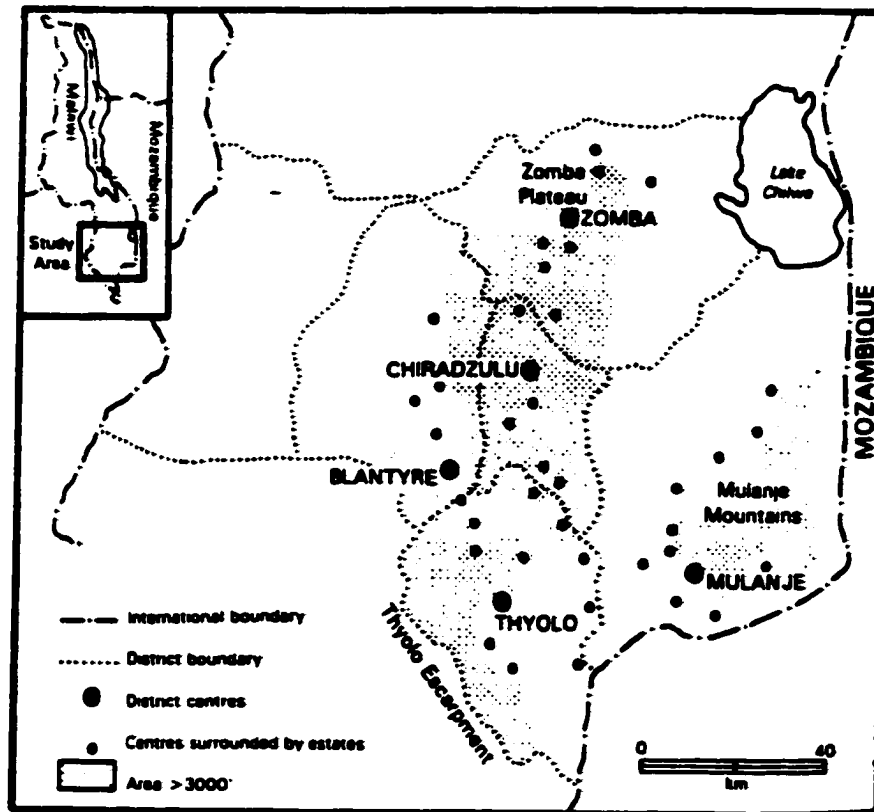 Malawi
Mozambique
Study
Area
Zomba
Plateau
ZOMBA
Lake
Chilwa
CHIRADZULU
MOZAMBIQUE
BLANTYRE
Mulanje
Mountains
MULANJE
THYOLO
Thyolo Escarpment
International boundary
District boundary
District centres
Centres surrounded by estates
Area >3000'
0 40
km